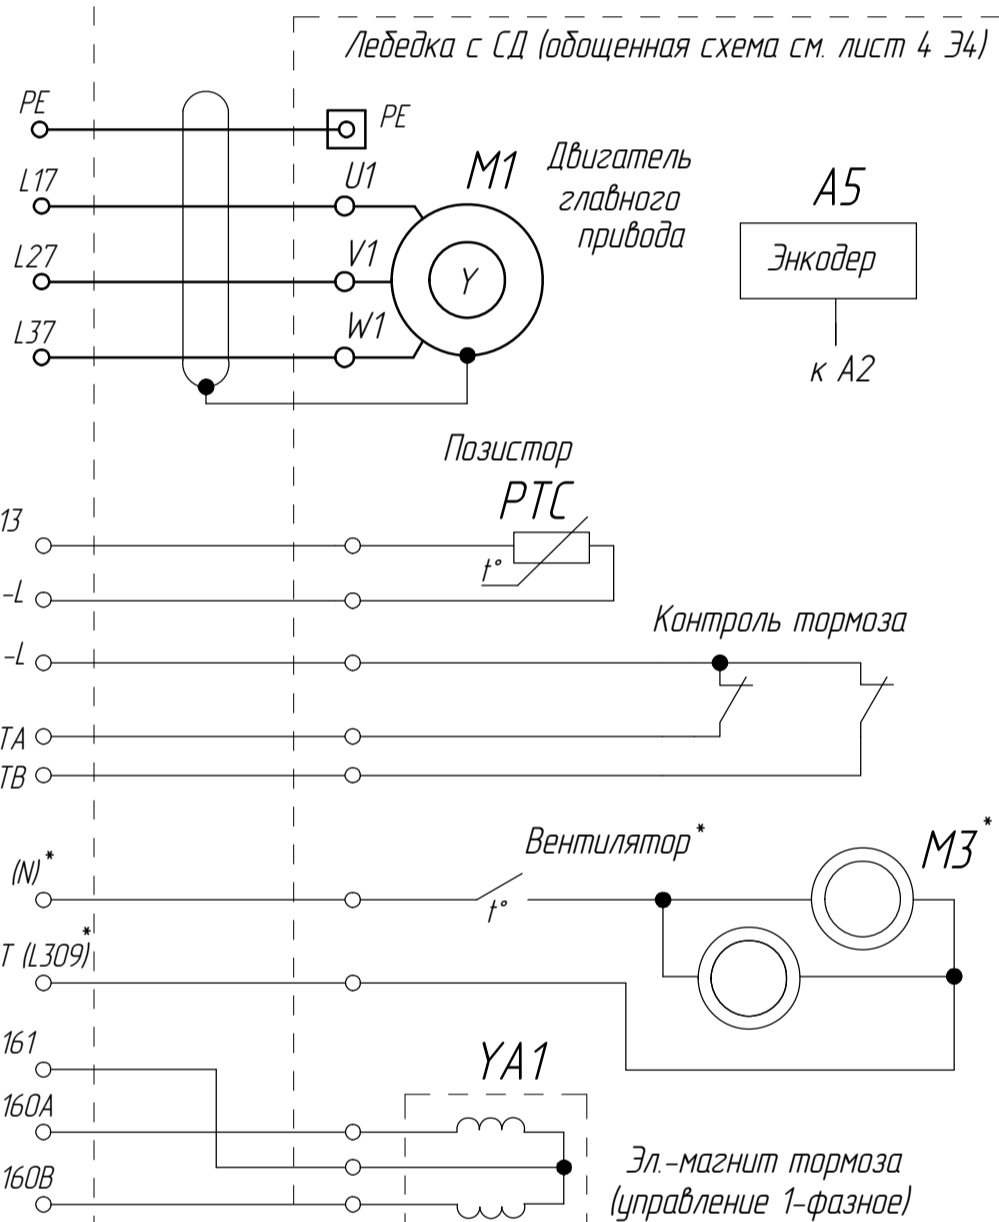 Лебедка с СД (обощенная схема см. лист 4 Э4)
PE
PE
L17
U1
M1
Двигатель
главного
привода
A5
L27
V1
Y
Энкодер
L37
W1
к А2
Позистор
PTC
13
t°
-L
Контроль тормоза
-L
TA
TB
Вентилятор*
M3*
(N)*
t°
T (L309)*
161
YA1
160A
160B
Эл.-магнит тормоза
(управление 1-фазное)